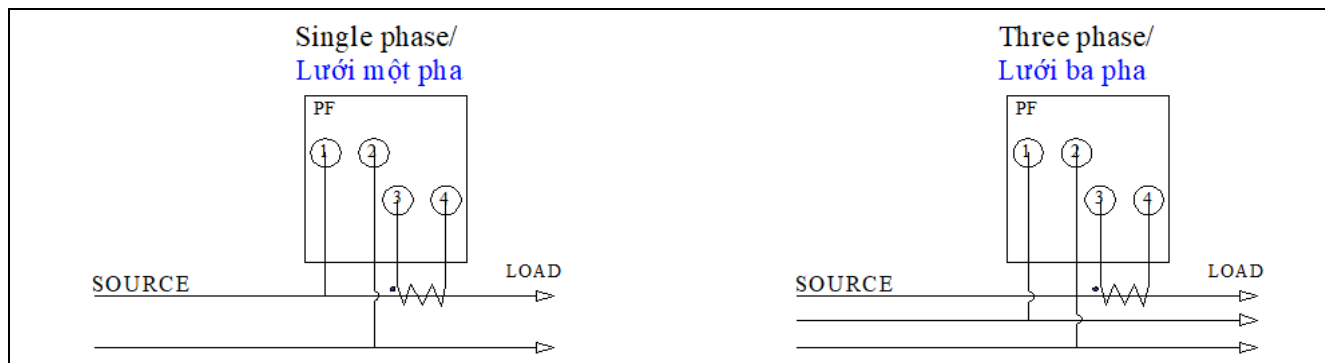 Single phase/
Lưới một pha
PF
1 2
3 4
SOURCE
LOAD
Three phase/
Lưới ba pha
PF
1 2
3 4
SOURCE
LOAD